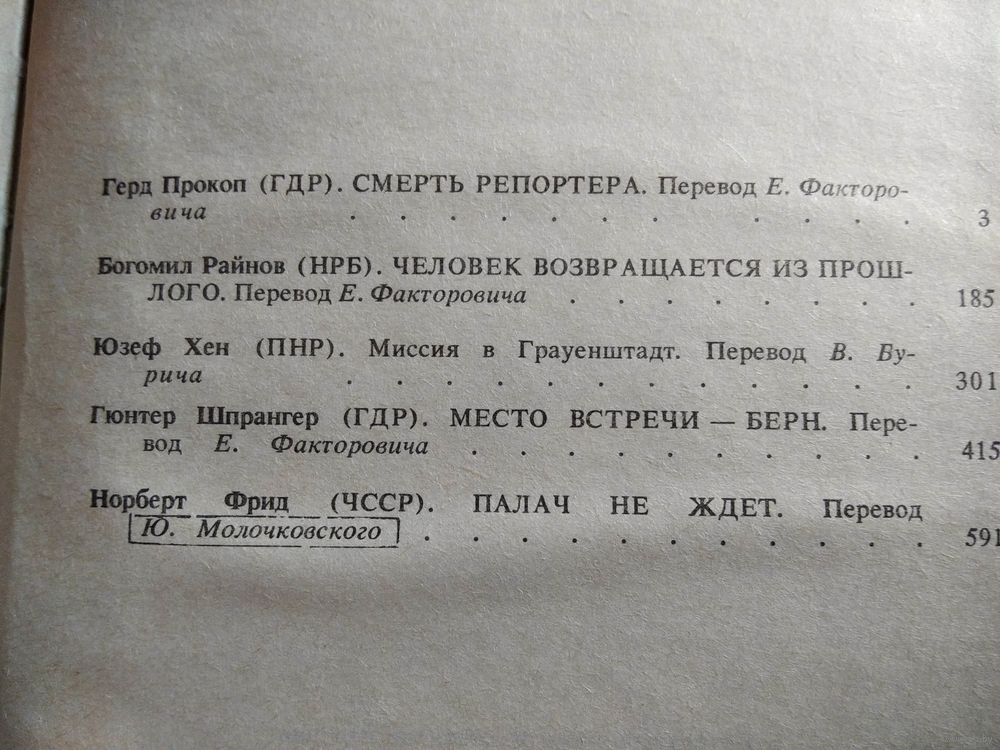 Герд Прокоп (ГДР). СМЕРТЬ РЕПОРТЕРА. Перевод Е. Факторо-
вича . . . . . . . . . . . 3
Богомил Райнов (НРБ). ЧЕЛОВЕК ВОЗВРАЩАЕТСЯ ИЗ ПРОШ-
ЛОГО. Перевод Е. Факторовича . . . . . . . . 185
Юзеф Хен (ПНР). Миссия в Грауенштадт. Перевод В. Бу-
рича . . . . . . . . . . . . 301
Гюнтер Шпрангер (ГДР). МЕСТО ВСТРЕЧИ — БЕРН. Пере-
вод Е. Факторовича . . . . . . . . . . 415
Норберт Фрид (ЧССР). ПАЛАЧ НЕ ЖДЕТ. Перевод
Ю. Молочковского . . . . . . . . . . . 591